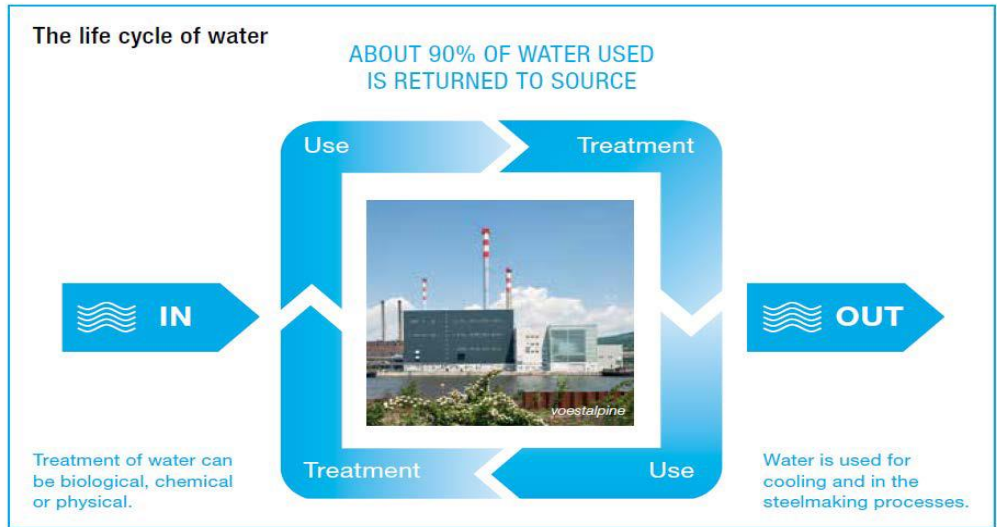 The life cycle of water
ABOUT 90% OF WATER USED
IS RETURNED TO SOURCE
Use
Treatment
IN
OUT
voestalpine
Treatment
Use
Treatment of water can
be biological, chemical
or physical.
Water is used for
cooling and in the
steelmaking processes.